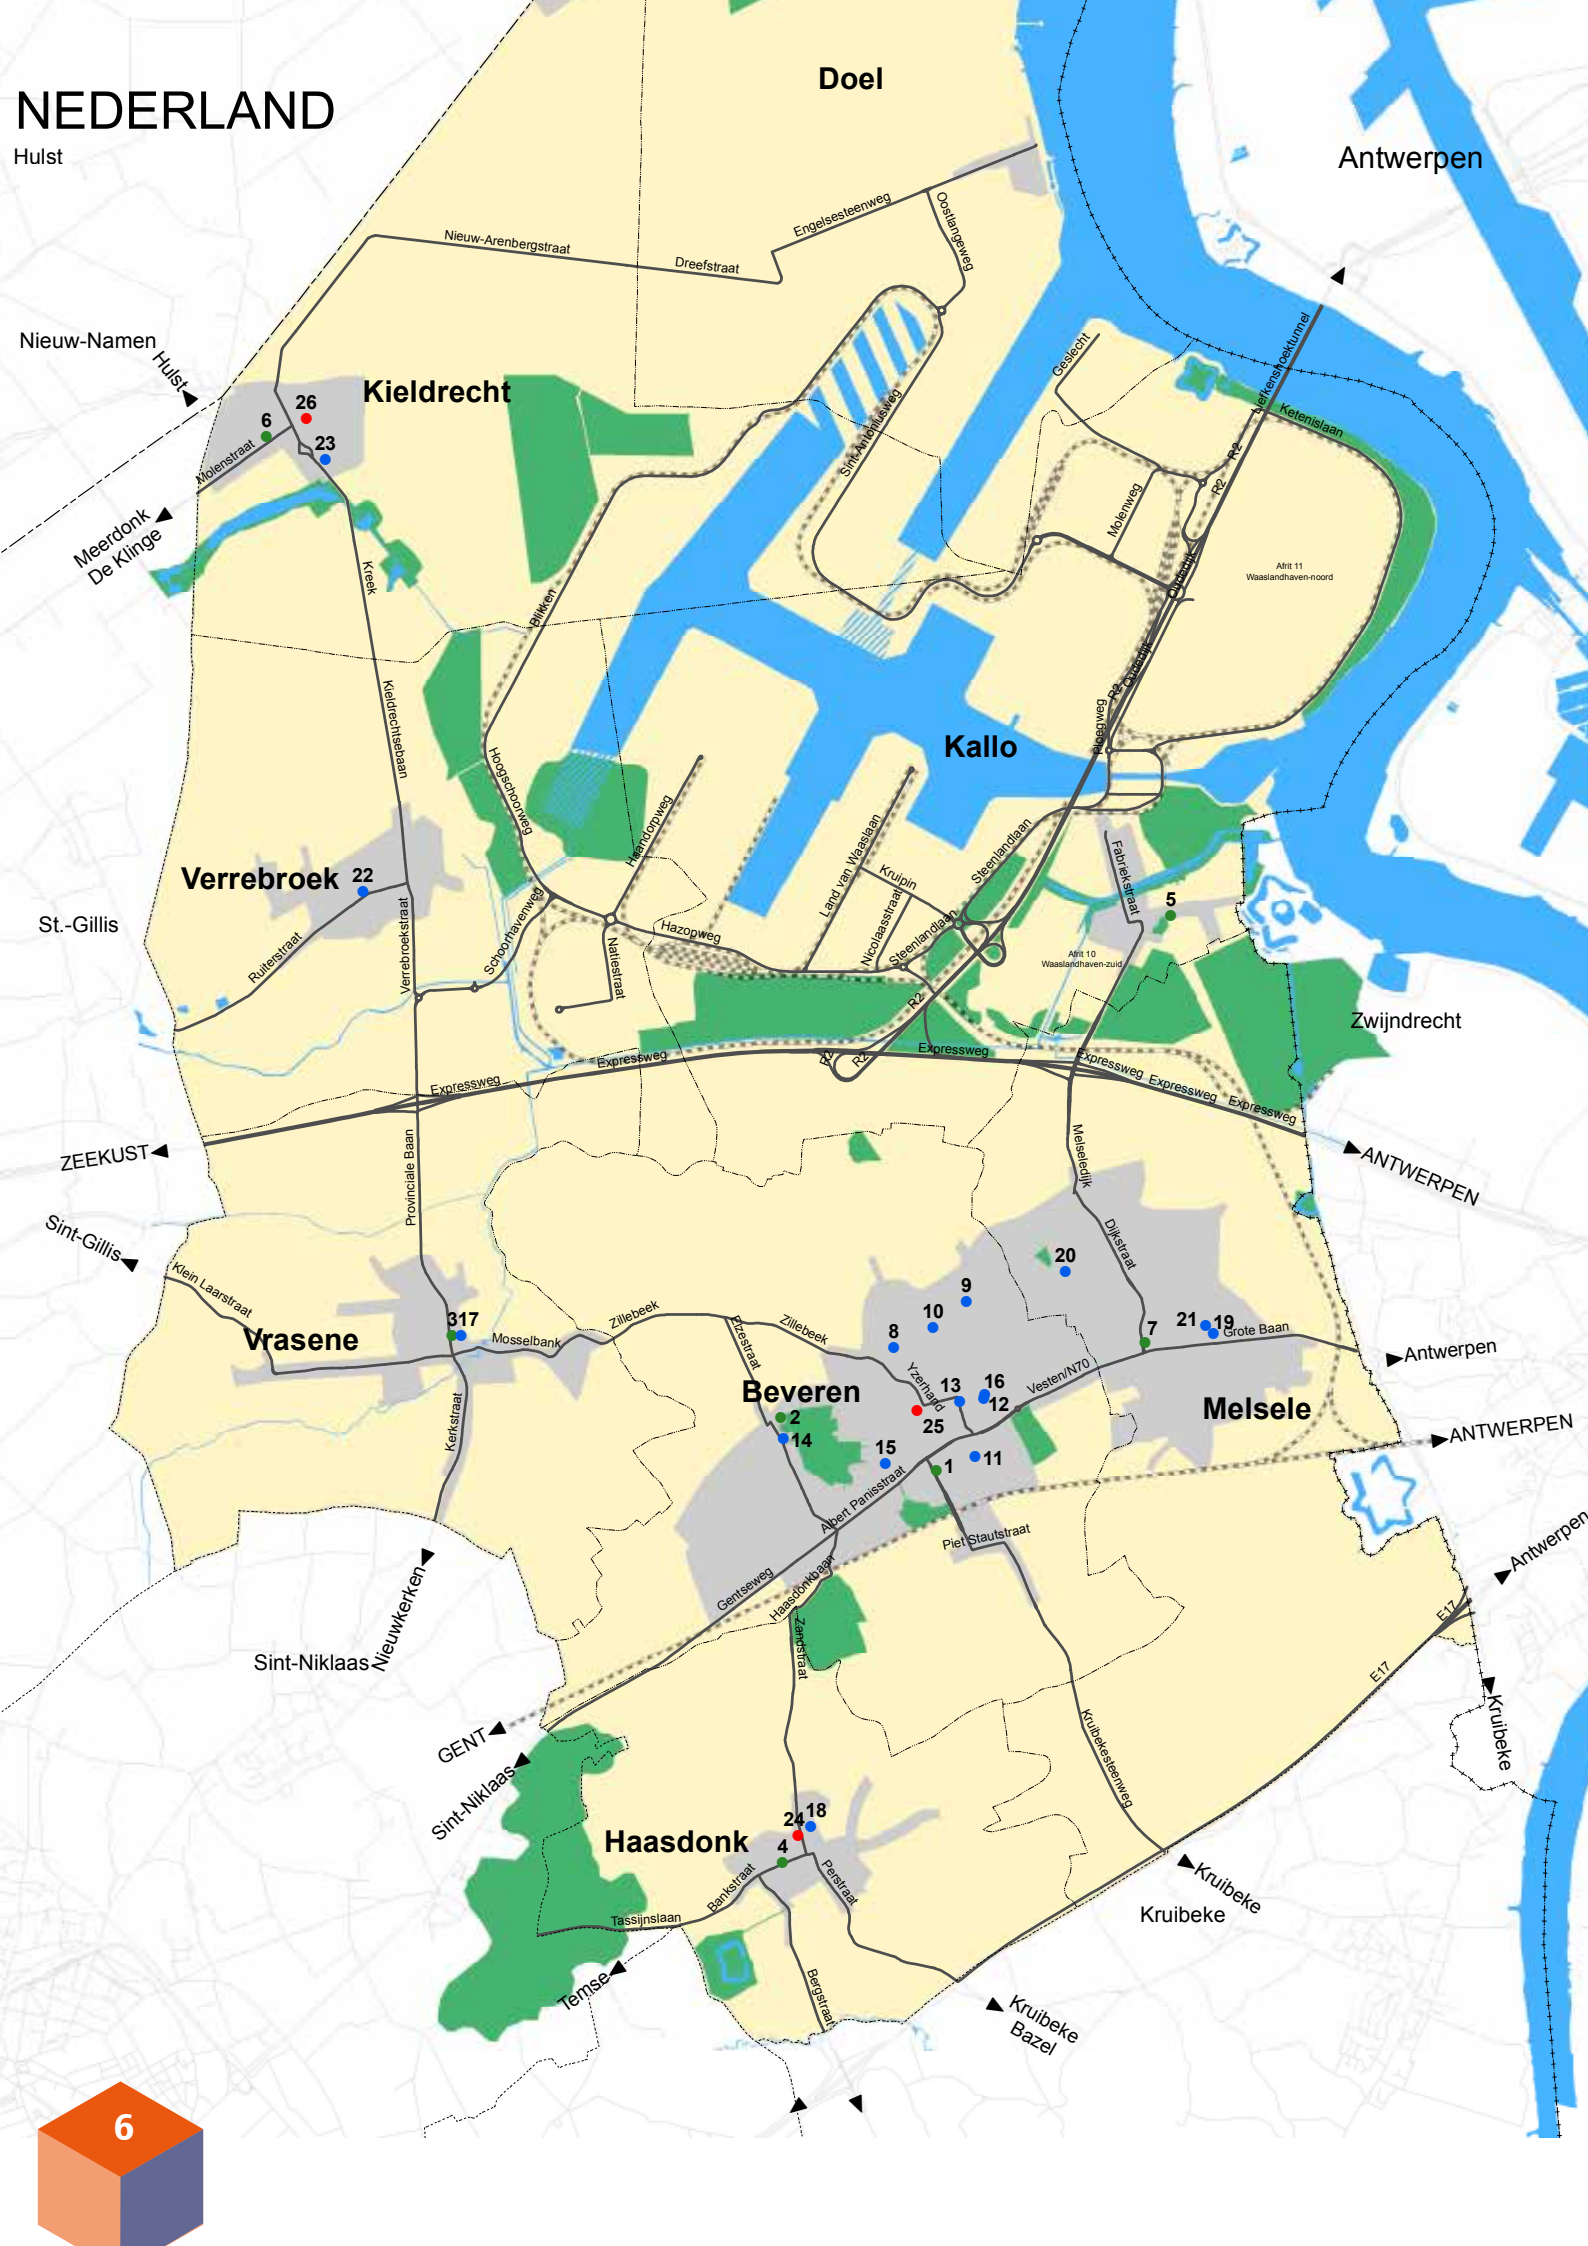 Doel
NEDERLAND
Hulst
Antwerpen
Engelsesteenweg
Oostlangeweg
Nieuw-Arenbergstraat
Dreefstraat
Nieuw-Namen
Hulst
Kieldrecht
Geslecht
Liefkenshoektunnel
Ketenislaan
26
6
23
Molenstraat
Sint-Antoniusweg
R2
R2
Molenweg
Meerdonk
De Klinge
Kreek
Blikken
Oudedijk
Afrit 11
Waaslandhaven-noord
Oudedijk
R2
Kieldrechtsebaan
Ploegweg
Kallo
Hoogschoorweg
Haandorpweg
Land van Waaslaan
Kruipin
Steenlandlaan
Fabriekstraat
Verrebroek
22
5
St.-Gillis
Ruiterstraat
Verrebroekstraat
Schoorhavenweg
Natiestraat
Hazopweg
Nicolaasstraat
Steenlandlaan
Afrit 10
Waaslandhaven-zuid
R2
Zwijndrecht
Expressweg
Expressweg
R2
R2
Expressweg
Expressweg
Expressweg
Expressweg
ZEEKUST
ANTWERPEN
Provinciale Baan
Melseledijk
Sint-Gillis
Klein Laarstraat
Dijkstraat
20
9
10
8
317
Vrasene
Mosselbank
Zillebeek
Elzestraat
Zillebeek
7
21
19
Grote Baan
Antwerpen
Yzerhand
Vesten/N70
Beveren
13
16
12
Melsele
2
25
14
Kerkstraat
15
11
1
ANTWERPEN
Albert Panisstraat
Piet Stautstraat
Antwerpen
Gentseweg
Haasdonkbaan
Nieuwkerken
Zandstraat
Sint-Niklaas
E17
E17
Kruibeke
GENT
Kruibekesteenweg
Sint-Niklaas
24
18
Haasdonk
4
Bankstraat
Perstraat
Kruibeke
Kruibeke
Tassijnslaan
Temse
Bergstraat
Kruibeke
Bazel
6